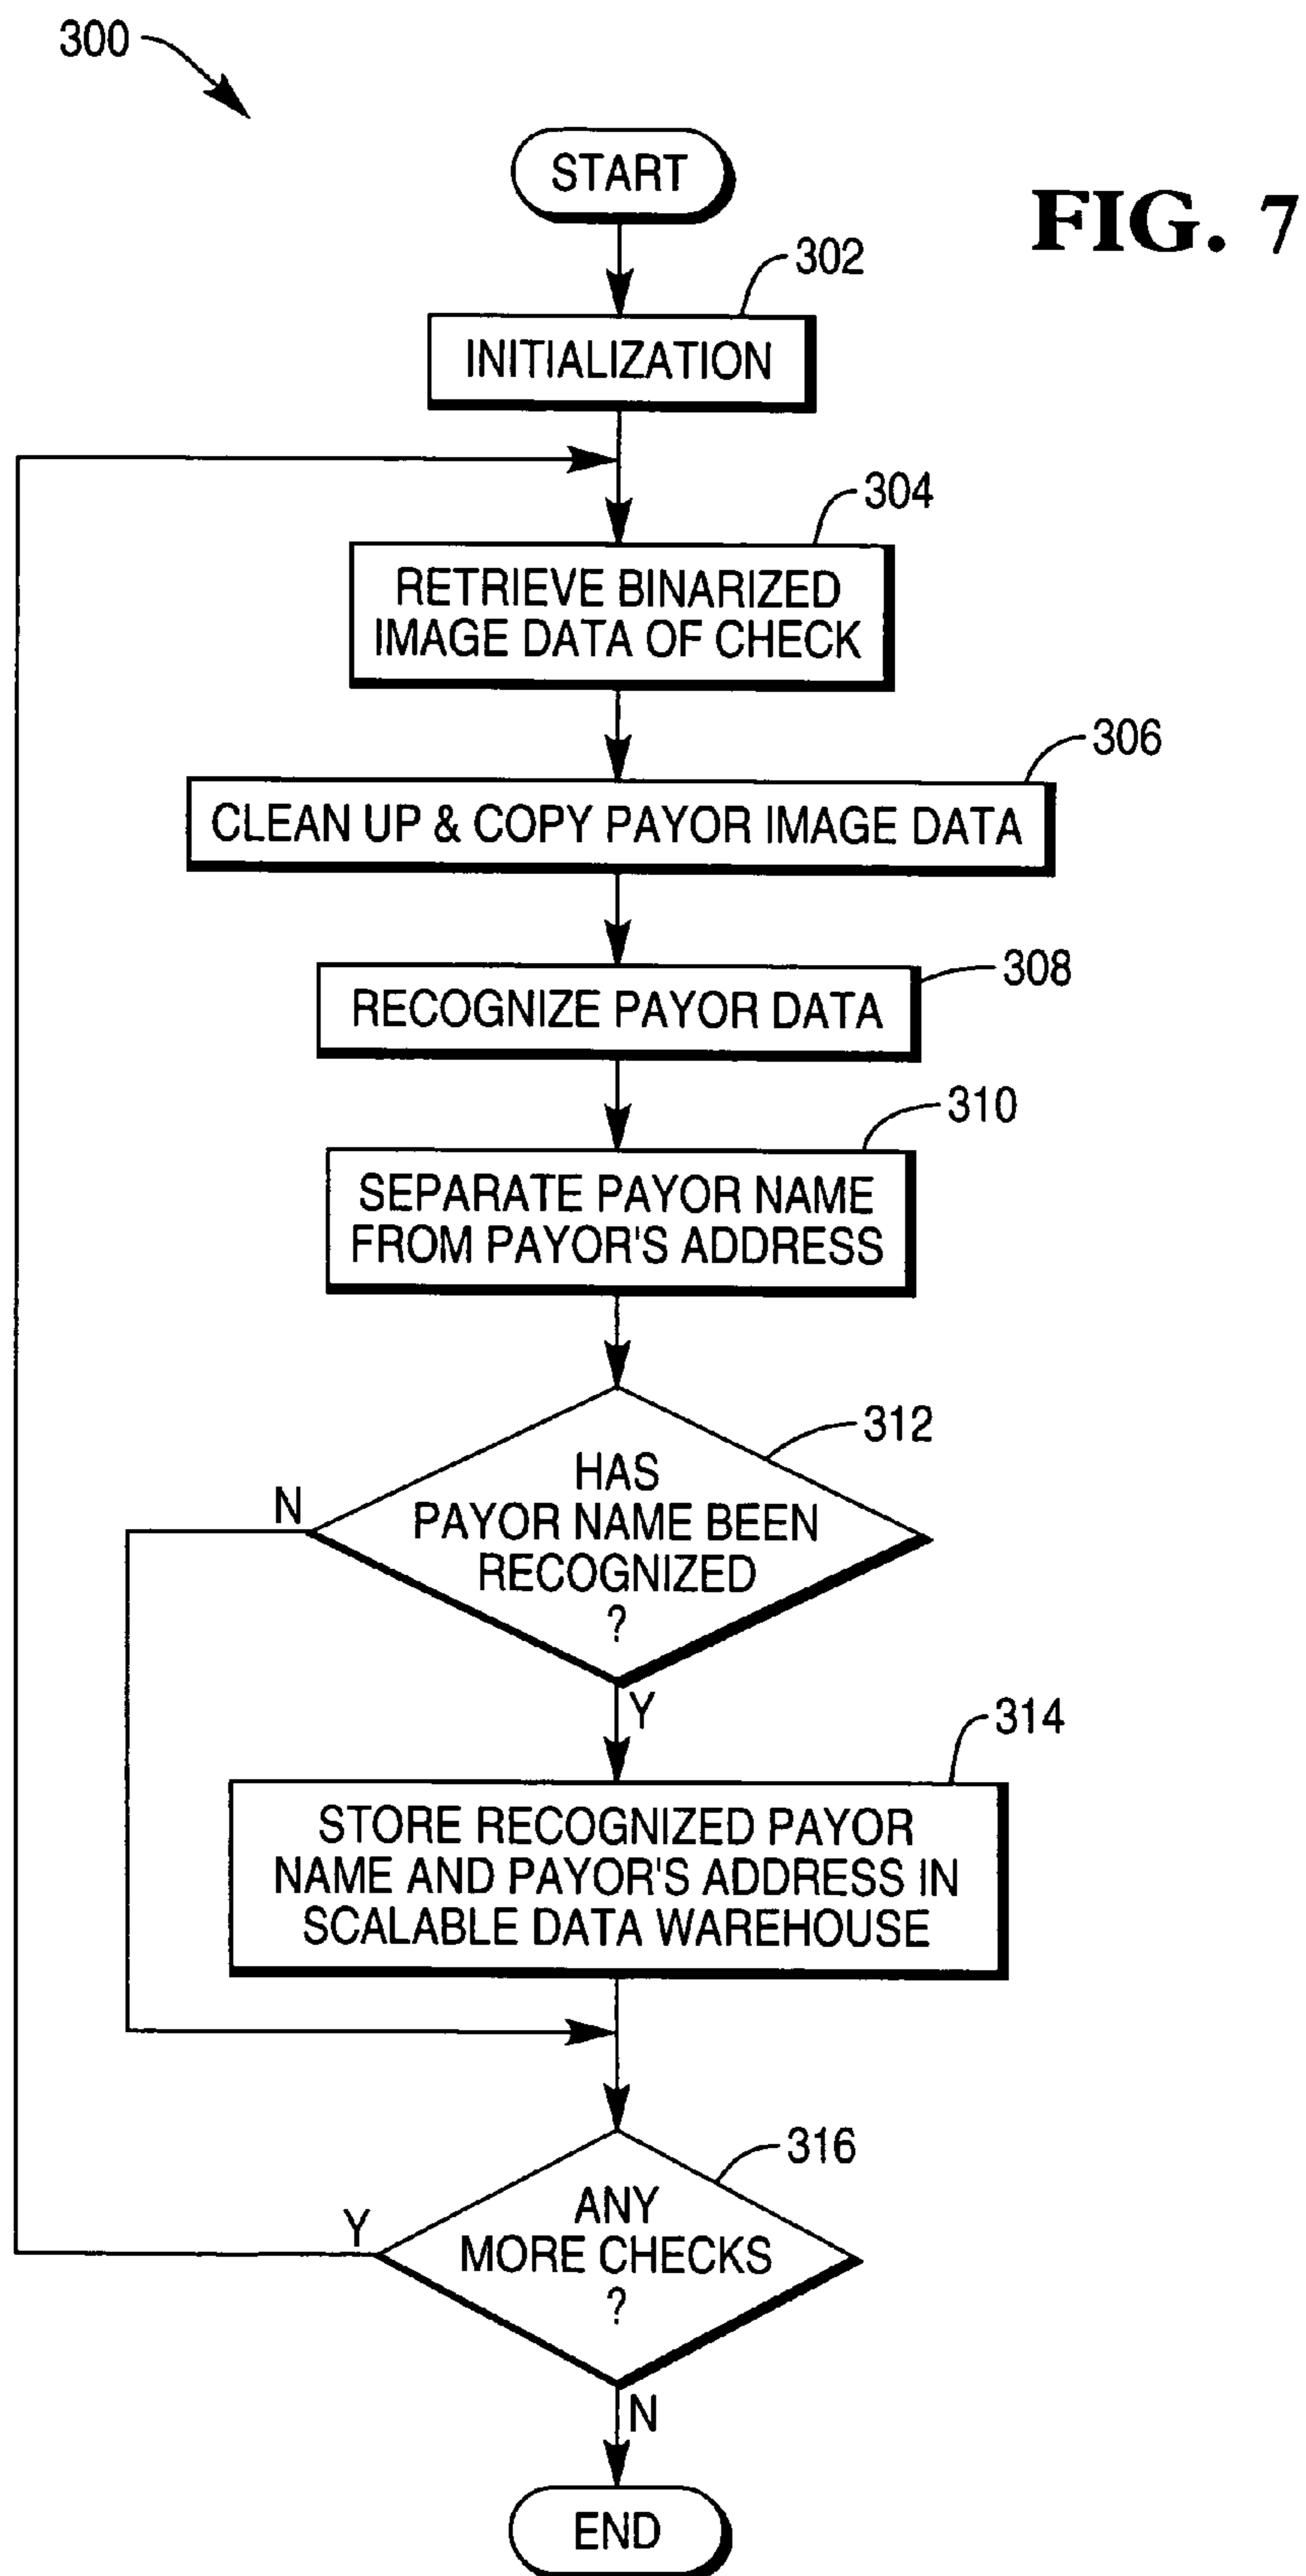 300
START
FIG. 7
302
INITIALIZATION
304
RETRIEVE BINARIZED
IMAGE DATA OF CHECK
306
CLEAN UP & COPY PAYOR IMAGE DATA
308
RECOGNIZE PAYOR DATA
310
SEPARATE PAYOR NAME
FROM PAYOR'S ADDRESS
312
HAS
N
PAYOR NAME BEEN
RECOGNIZED
?
Y
314
STORE RECOGNIZED PAYOR
NAME AND PAYOR'S ADDRESS IN
SCALABLE DATA WAREHOUSE
316
ANY
Y
MORE CHECKS
?
N
END